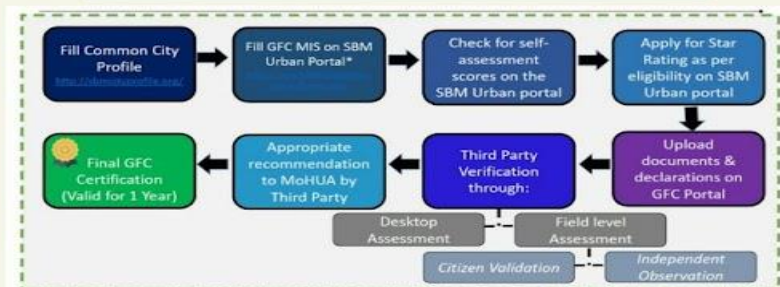 Fill Common City
Profile
Fill GFC MIS on SBM
Urban Portal*
Check for self-
assessment
scores on the
SBM Urban portal
Apply for Star
Rating as per
eligibility on SBM
Urban portal
Upload
documents &
declarations on
GFC Portal
Third Party
Verification
through:
Desktop
Assessment
Field level
Assessment
Citizen Validation
Independent
Observation
Appropriate
recommendation
to MoHUA by
Third Party
Final GFC
Certification
(Valid for 1 Year)